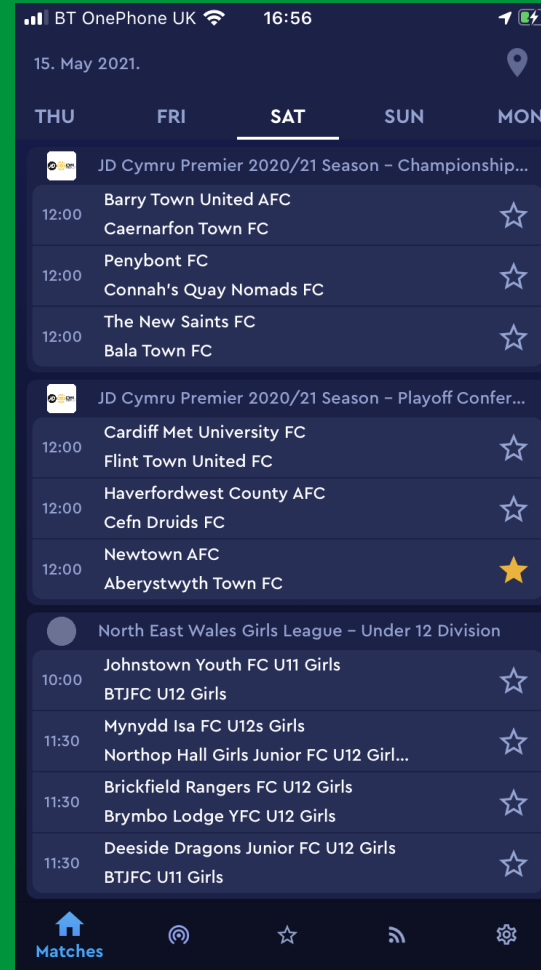 BT OnePhone UK 16:56
15. May 2021.
THU FRI SAT SUN MON
JD Cymru Premier 2020/21 Season – Championship...
12:00
Barry Town United AFC
Caernarfon Town FC
12:00
Penybont FC
Connah's Quay Nomads FC
12:00
The New Saints FC
Bala Town FC
JD Cymru Premier 2020/21 Season – Playoff Confer...
12:00
Cardiff Met University FC
Flint Town United FC
12:00
Haverfordwest County AFC
Cefn Druids FC
12:00
Newtown AFC
Aberystwyth Town FC
North East Wales Girls League – Under 12 Division
10:00
Johnstown Youth FC U11 Girls
BTJFC U12 Girls
11:30
Mynydd Isa FC U12s Girls
Northop Hall Girls Junior FC U12 Girl...
11:30
Brickfield Rangers FC U12 Girls
Brymbo Lodge YFC U12 Girls
11:30
Deeside Dragons Junior FC U12 Girls
BTJFC U11 Girls
Matches